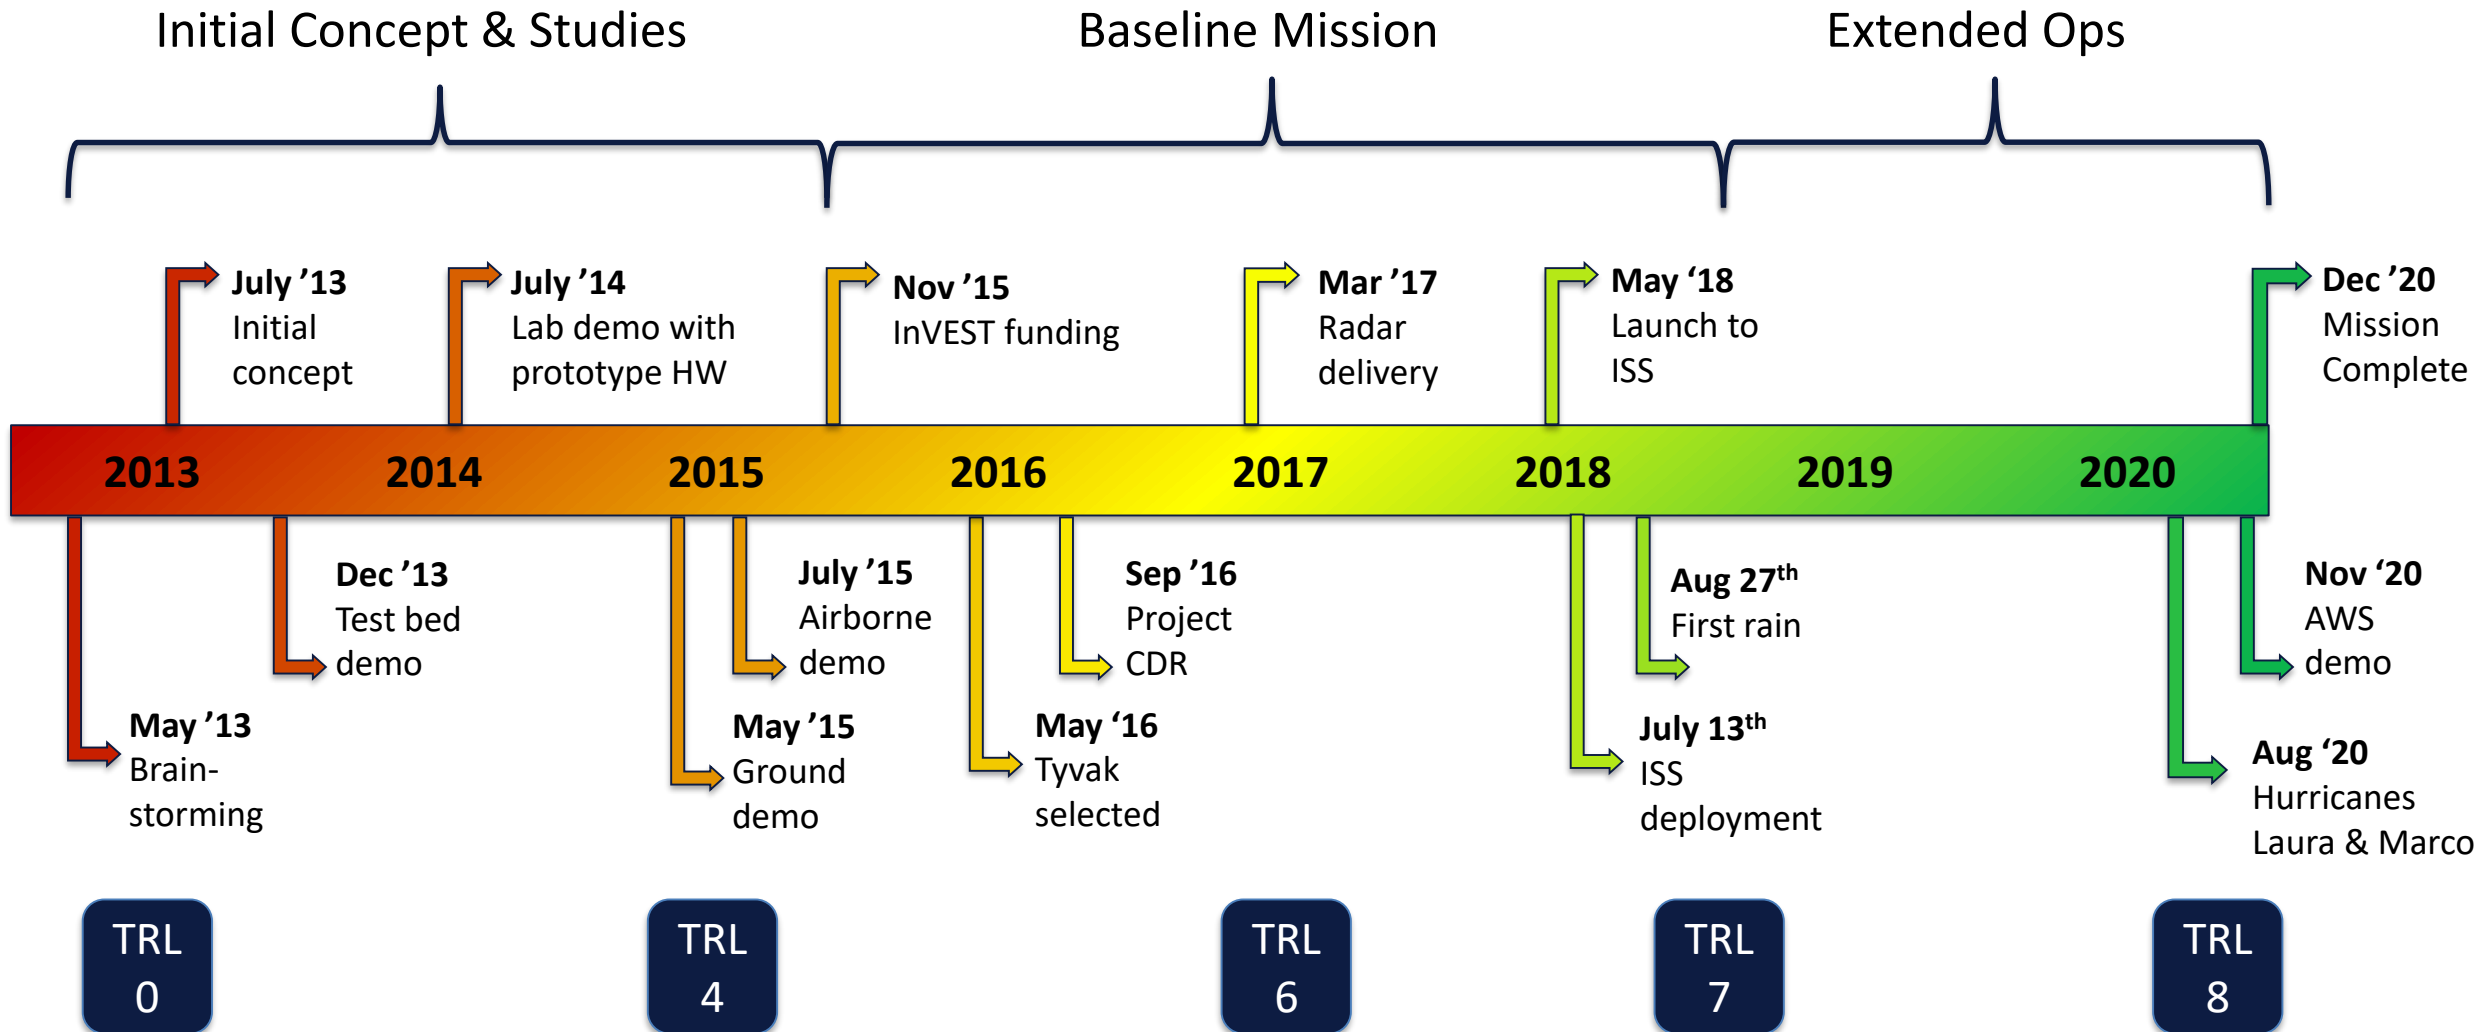 Initial Concept & Studies
Baseline Mission
Extended Ops
July ’13
Initial
concept
July ’14
Lab demo with
prototype HW
Nov ’15
InVEST funding
Mar ’17
Radar
delivery
May ‘18
Launch to
ISS
Dec ’20
Mission
Complete
2013
2014
2015
2016
2017
2018
2019
2020
May ’13
Brain-
storming
Dec ’13
Test bed
demo
May ’15
Ground
demo
July ’15
Airborne
demo
May ‘16
Tyvak
selected
Sep ’16
Project
CDR
July 13th
ISS
deployment
Aug 27th
First rain
Aug ‘20
Hurricanes
Laura & Marco
Nov ‘20
AWS
demo
TRL
0
TRL
4
TRL
6
TRL
7
TRL
8